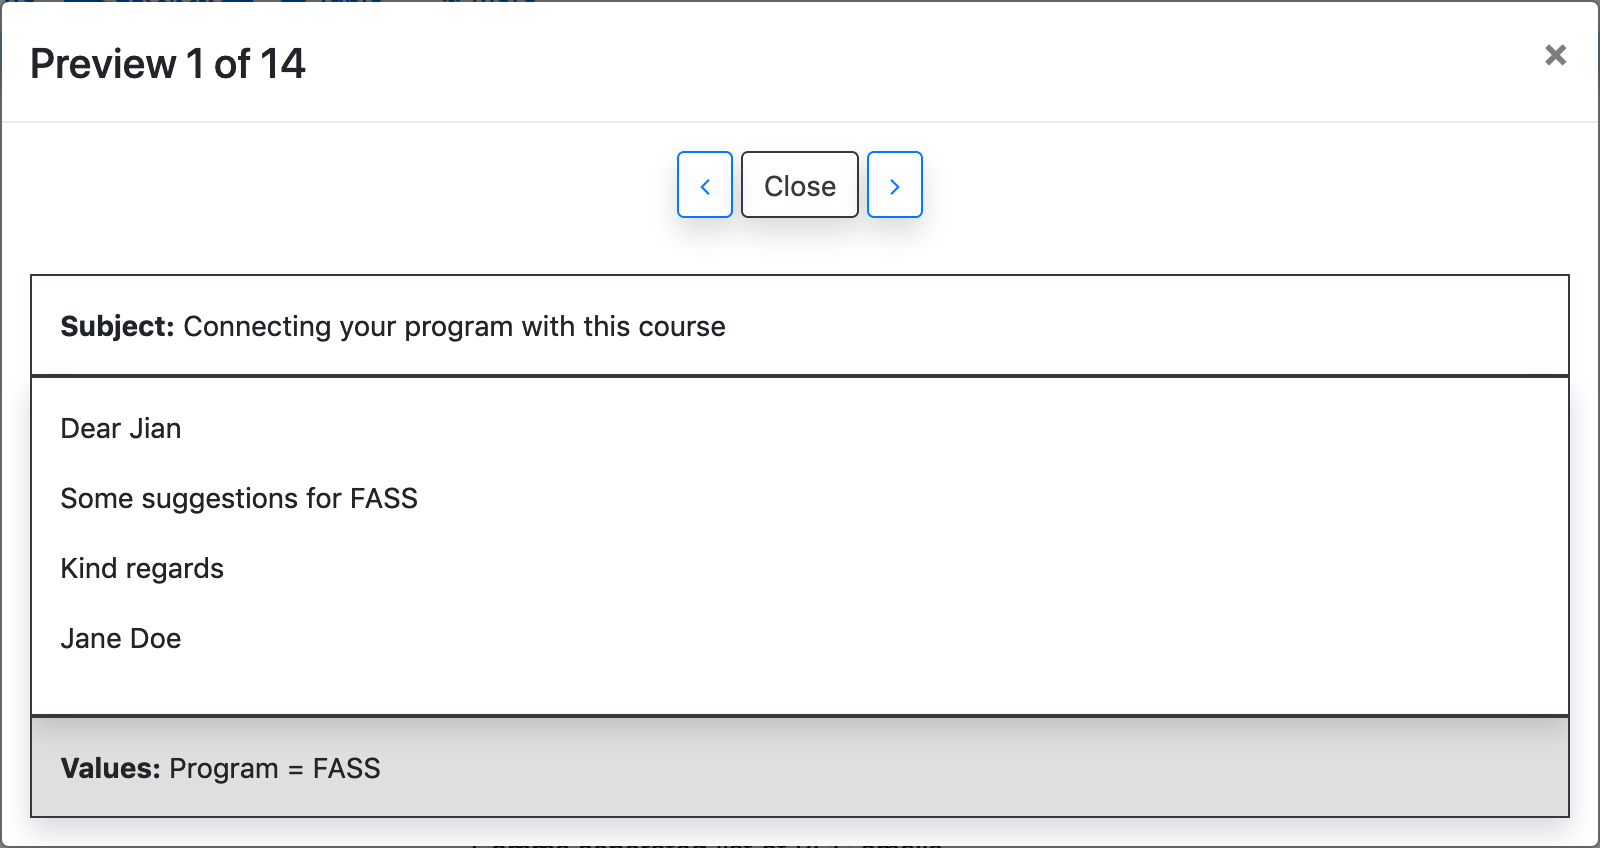 Preview 1 of 14
×
< Close >
Subject: Connecting your program with this course
Dear Jian
Some suggestions for FASS
Kind regards
Jane Doe
Values: Program = FASS